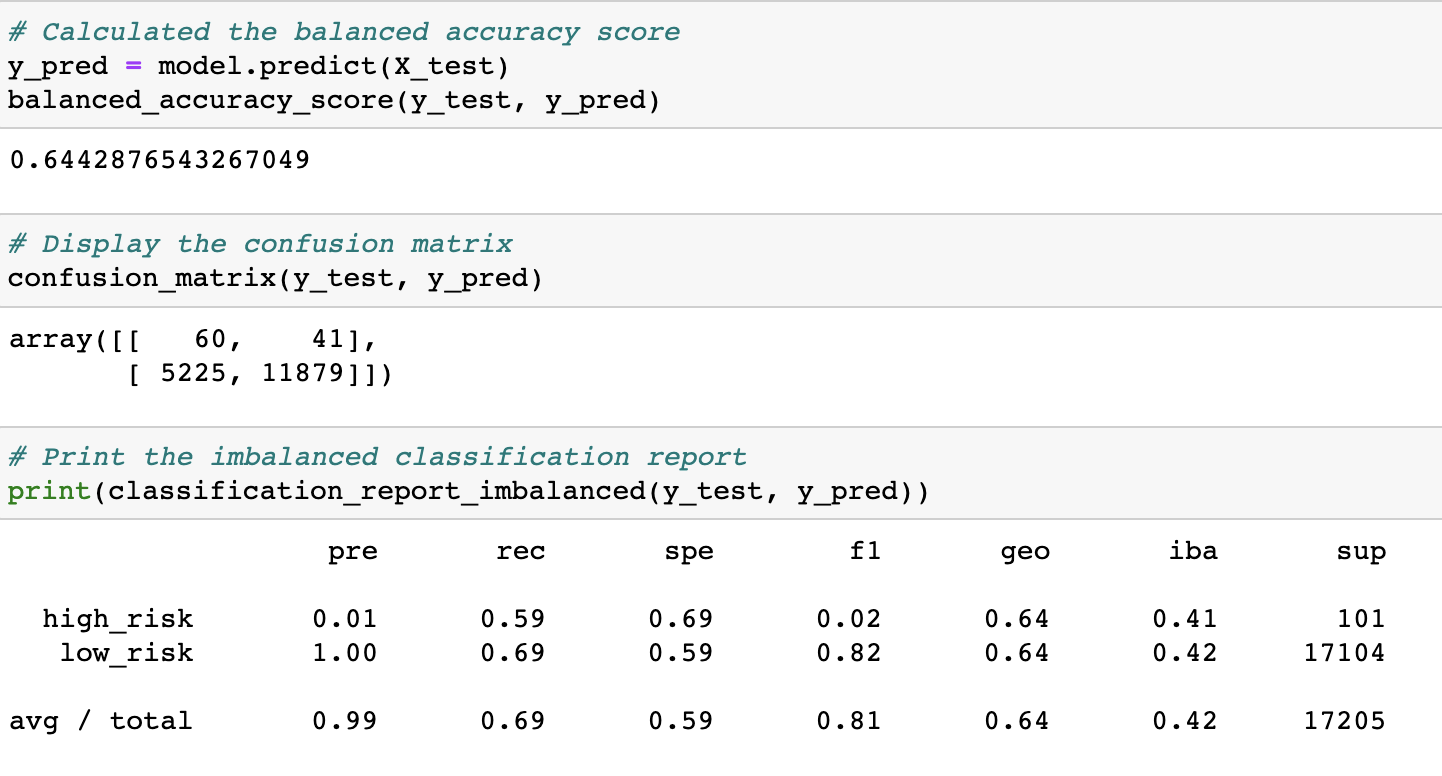 # Calculated the balanced accuracy score
y_pred = model.predict(X_test)
balanced_accuracy_score(y_test, y_pred)
0.6442876543267049
# Display the confusion matrix
confusion_matrix(y_test, y_pred)
array([[   60,    41],
       [ 5225, 11879]])
# Print the imbalanced classification report
print(classification_report_imbalanced(y_test, y_pred))
                   pre       rec       spe        f1       geo       iba       sup
  high_risk       0.01      0.59      0.69      0.02      0.64      0.41       101
   low_risk       1.00      0.69      0.59      0.82      0.64      0.42     17104
avg / total       0.99      0.69      0.59      0.81      0.64      0.42     17205